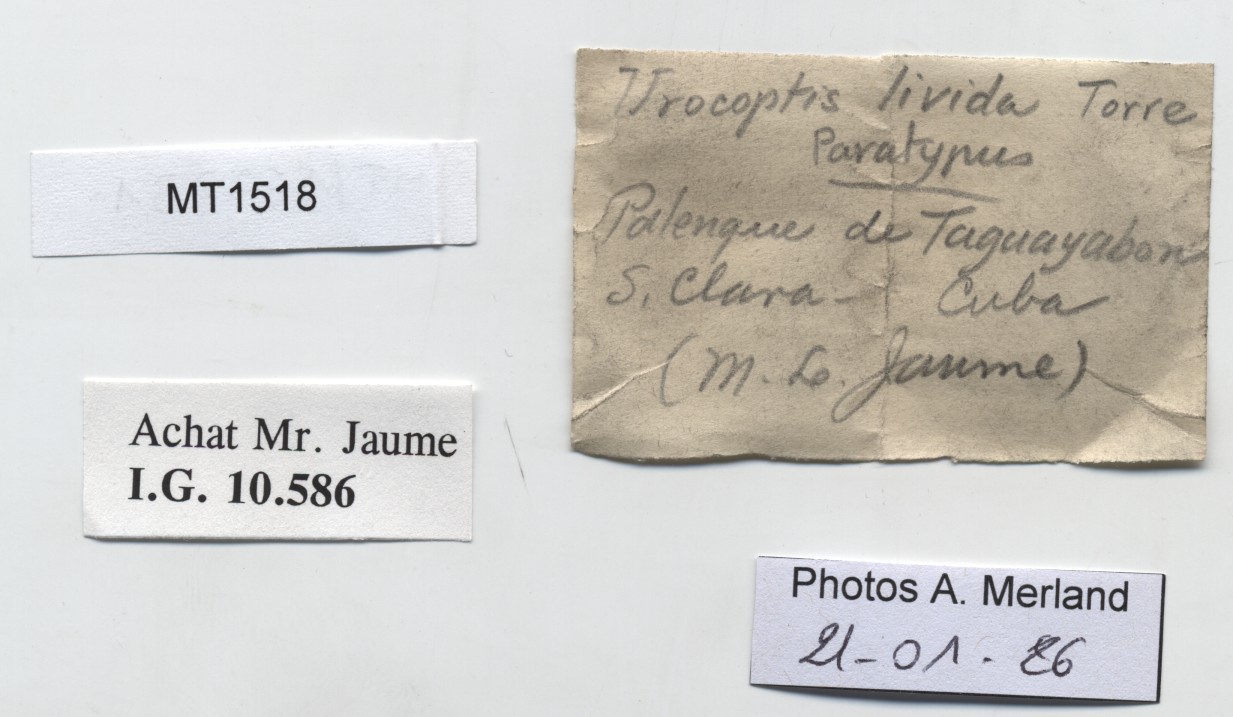 MT1518
Achat Mr. Jaume
I.G. 10.586
Urocoptis livida Torre
Paratypus
Palenque de Taguayabon
S. Clara - Cuba
(M. L. Jaume)
Photos A. Merland
21-01-